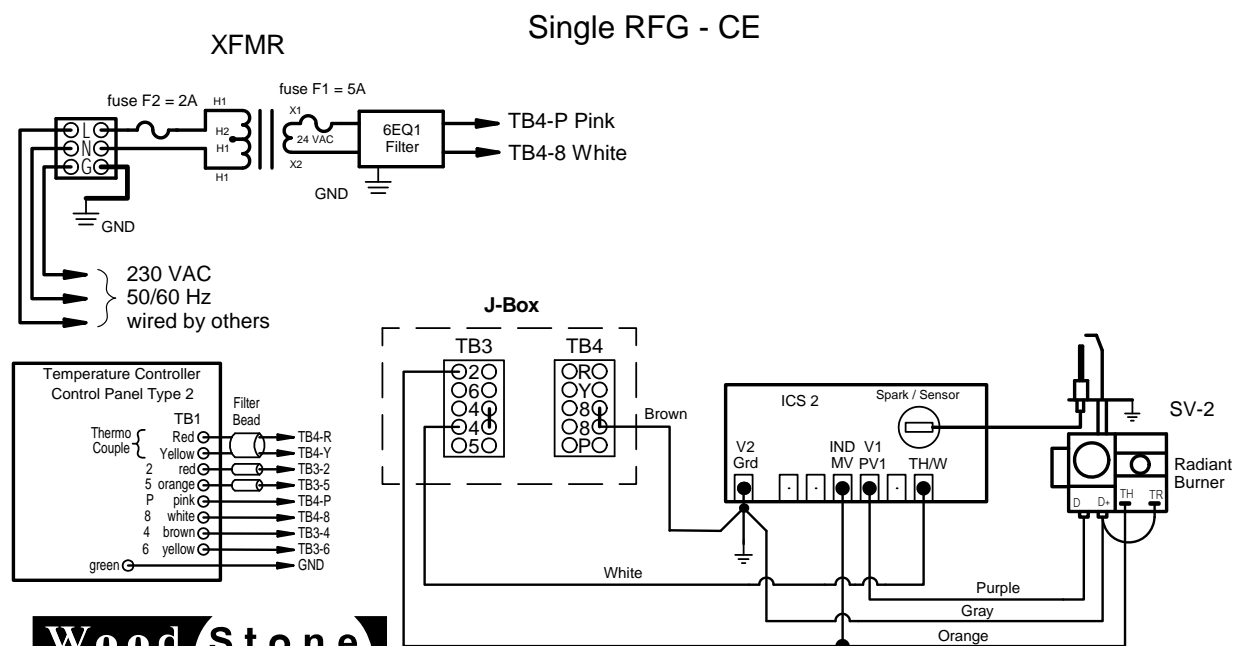 Single RFG - CE
XFMR
fuse F2 = 2A
fuse F1 = 5A
H1
H2
H1
H1
X1
24 VAC
X2
6EQ1
Filter
TB4-P Pink
TB4-8 White
L
N
G
GND
GND
230 VAC
50/60 Hz
wired by others
J-Box
TB3
2
6
4
4
5
TB4
R
Y
8
8
P
Brown
Temperature Controller
Control Panel Type 2
TB1
Filter
Bead
Thermo
Couple
Red TB4-R
Yellow TB4-Y
2 red TB3-2
5 orange TB3-5
P pink TB4-P
8 white TB4-8
4 brown TB3-4
6 yellow TB3-6
green GND
ICS 2
Spark / Sensor
V2
Grd
IND
MV
V1
PV1
TH/W
- - -
SV-2
Radiant
Burner
D D+ TH TR
White
Purple
Gray
Orange
Wood Stone